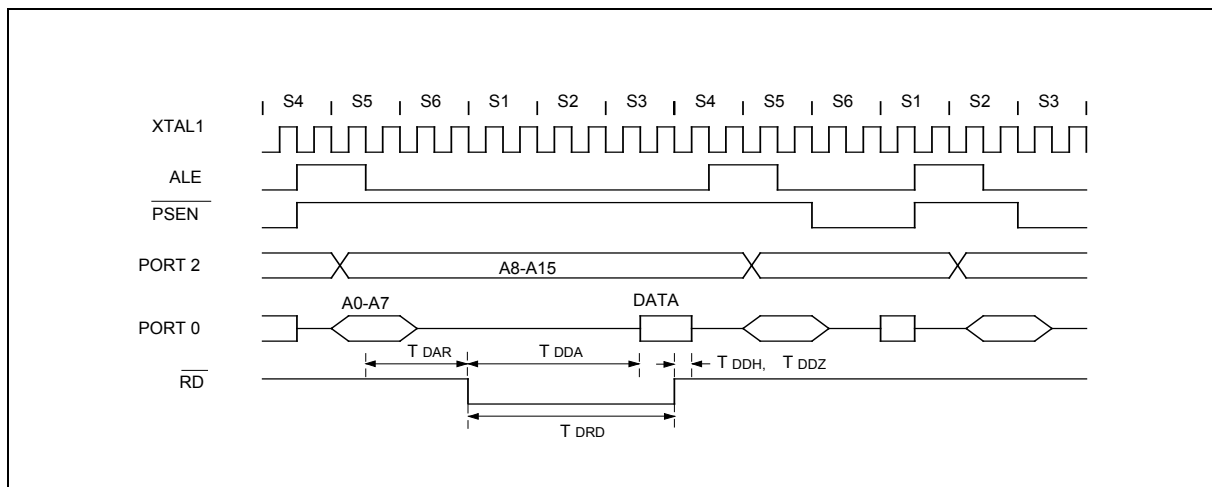 S4 S5 S6 S1 S2 S3 S4 S5 S6 S1 S2 S3
XTAL1
ALE
PSEN
PORT 2
A8-A15
A0-A7
DATA
PORT 0
T DAR
T DDA
T DDH, T DDZ
RD
T DRD